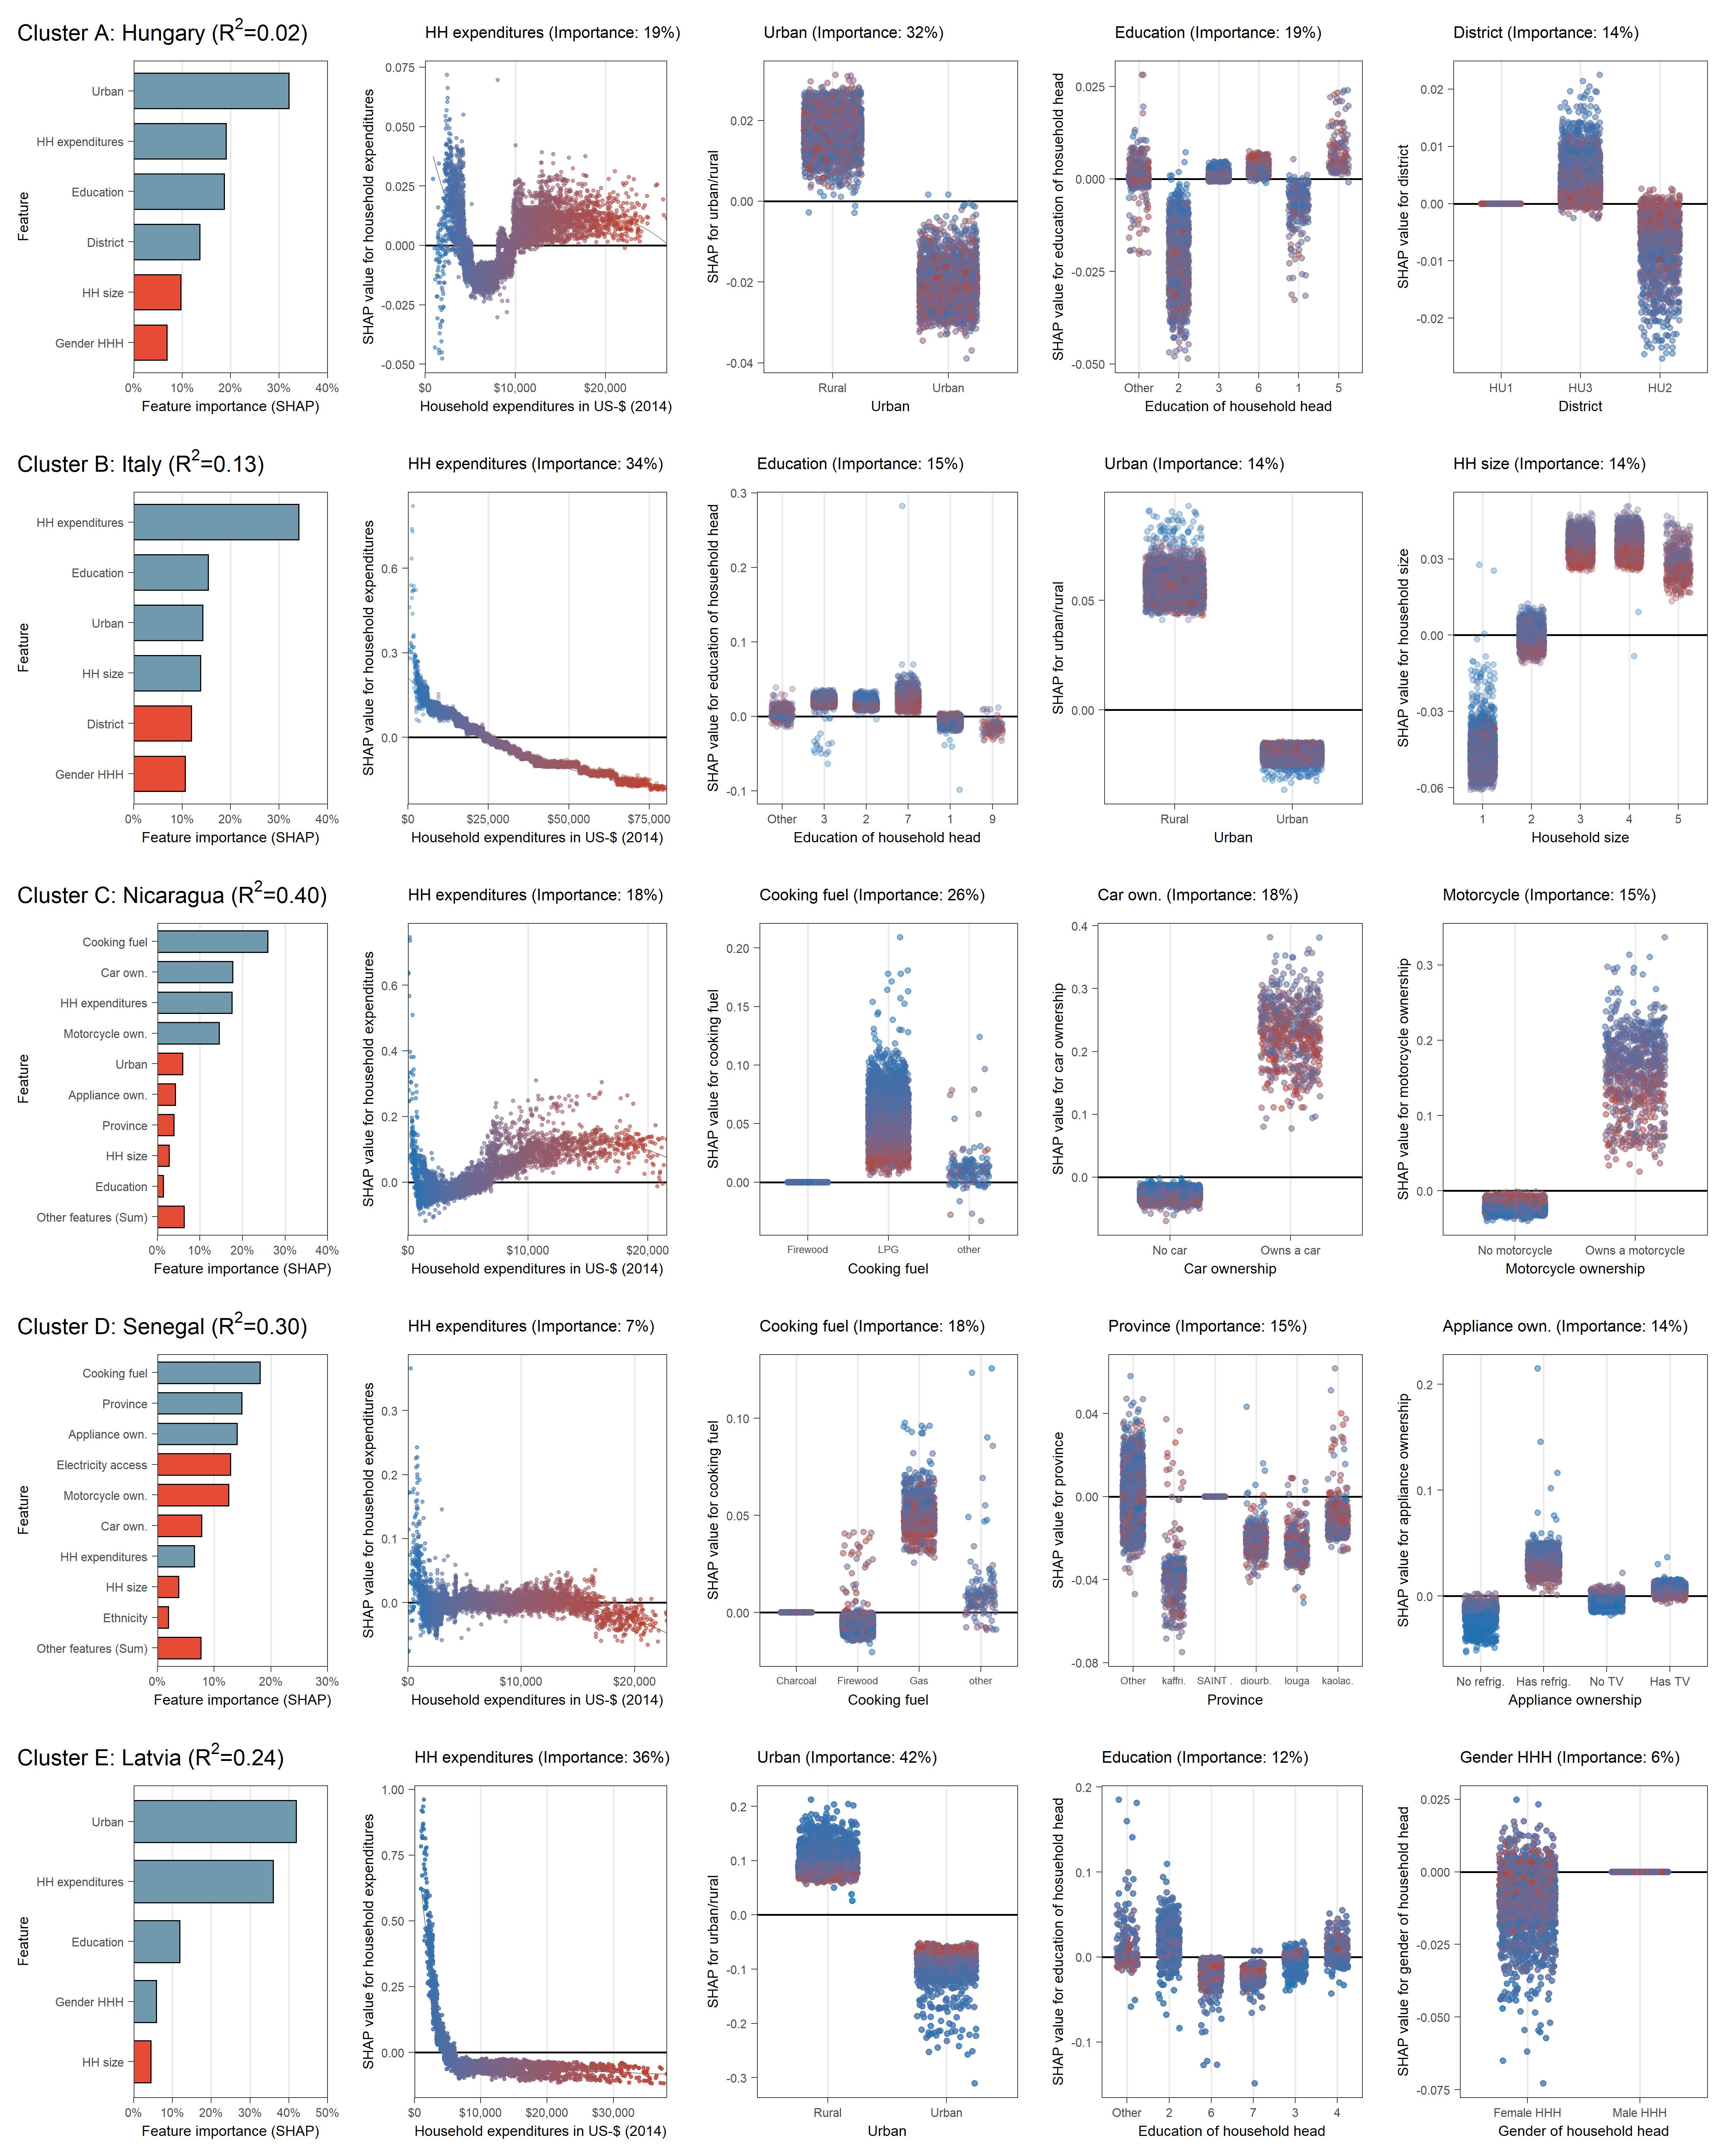 Cluster A: Hungary (R2=0.02)
Feature
Urban
HH expenditures
Education
District
HH size
Gender HHH
0% 10% 20% 30% 40%
Feature importance (SHAP)
HH expenditures (Importance: 19%)
SHAP value for household expenditures
0.075
0.050
0.025
0.000
-0.025
-0.050
$0 $10,000 $20,000
Household expenditures in US-$ (2014)
Urban (Importance: 32%)
SHAP for urban/rural
0.02
0.00
-0.02
-0.04
Rural Urban
Urban
Education (Importance: 19%)
SHAP value for education of hosuehold head
0.025
0.000
-0.025
-0.050
Other 2 3 6 1 5
Education of household head
District (Importance: 14%)
SHAP value for district
0.02
0.01
0.00
-0.01
-0.02
HU1 HU3 HU2
District
Cluster B: Italy (R2=0.13)
Feature
HH expenditures
Education
Urban
HH size
District
Gender HHH
0% 10% 20% 30% 40%
Feature importance (SHAP)
HH expenditures (Importance: 34%)
SHAP value for household expenditures
0.6
0.3
0.0
$0 $25,000 $50,000 $75,000
Household expenditures in US-$ (2014)
Education (Importance: 15%)
SHAP value for education of hosuehold head
0.3
0.2
0.1
0.0
-0.1
Other 3 2 7 1 9
Education of household head
Urban (Importance: 14%)
SHAP for urban/rural
0.05
0.00
Rural Urban
Urban
HH size (Importance: 14%)
SHAP value for household size
0.03
0.00
-0.03
-0.06
1 2 3 4 5
Household size
Cluster C: Nicaragua (R2=0.40)
Feature
Cooking fuel
Car own.
HH expenditures
Motorcycle own.
Urban
Appliance own.
Province
HH size
Education
Other features (Sum)
0% 10% 20% 30% 40%
Feature importance (SHAP)
HH expenditures (Importance: 18%)
SHAP value for household expenditures
0.6
0.4
0.2
0.0
$0 $10,000 $20,000
Household expenditures in US-$ (2014)
Cooking fuel (Importance: 26%)
SHAP value for cooking fuel
0.20
0.15
0.10
0.05
0.00
Firewood LPG other
Cooking fuel
Car own. (Importance: 18%)
SHAP value for car ownership
0.4
0.3
0.2
0.1
0.0
No car Owns a car
Car ownership
Motorcycle (Importance: 15%)
SHAP value for motorcycle ownership
0.3
0.2
0.1
0.0
No motorcycle Owns a motorcycle
Motorcycle ownership
Cluster D: Senegal (R2=0.30)
Feature
Cooking fuel
Province
Appliance own.
Electricity access
Motorcycle own.
Car own.
HH expenditures
HH size
Ethnicity
Other features (Sum)
0% 10% 20% 30%
Feature importance (SHAP)
HH expenditures (Importance: 7%)
SHAP value for household expenditures
0.3
0.2
0.1
0.0
$0 $10,000 $20,000
Household expenditures in US-$ (2014)
Cooking fuel (Importance: 18%)
SHAP value for cooking fuel
0.10
0.05
0.00
Charcoal Firewood Gas other
Cooking fuel
Province (Importance: 15%)
SHAP value for province
0.04
0.00
-0.04
-0.08
Other kaffri. SAINT . diourb. louga kaolac.
Province
Appliance own. (Importance: 14%)
SHAP value for appliance ownership
0.2
0.1
0.0
No refrig. Has refrig. No TV Has TV
Appliance ownership
Cluster E: Latvia (R2=0.24)
Feature
Urban
HH expenditures
Education
Gender HHH
HH size
0% 10% 20% 30% 40% 50%
Feature importance (SHAP)
HH expenditures (Importance: 36%)
SHAP value for household expenditures
1.00
0.75
0.50
0.25
0.00
$0 $10,000 $20,000 $30,000
Household expenditures in US-$ (2014)
Urban (Importance: 42%)
SHAP for urban/rural
0.2
0.1
0.0
-0.1
-0.2
-0.3
Rural Urban
Urban
Education (Importance: 12%)
SHAP value for education of hosuehold head
0.2
0.1
0.0
-0.1
Other 2 6 7 3 4
Education of household head
Gender HHH (Importance: 6%)
SHAP value for gender of household head
0.025
0.000
-0.025
-0.050
-0.075
Female HHH Male HHH
Gender of household head